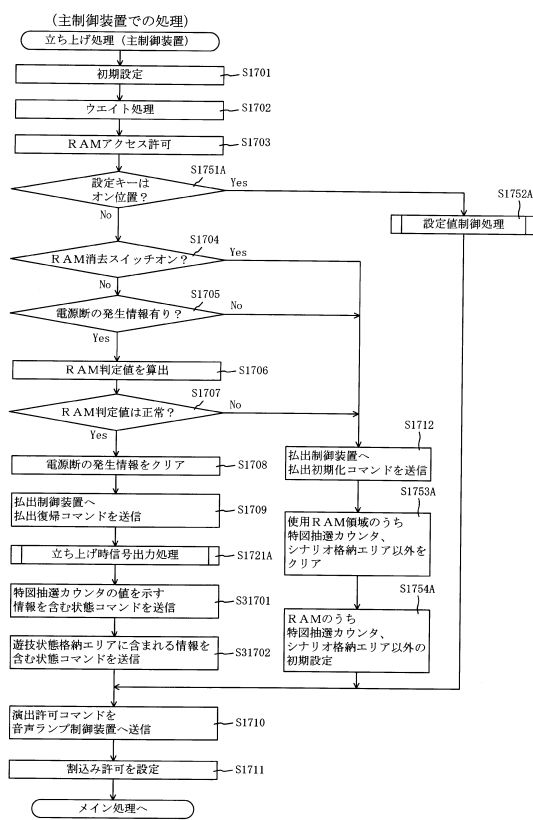 （主制御装置での処理）
立ち上げ処理（主制御装置）
初期設定
S1701
ウエイト処理
S1702
ＲＡＭアクセス許可
S1703
S1751A
設定キーは
オン位置？
Yes
No
S1752A
設定値制御処理
S1704
ＲＡＭ消去スイッチオン？
Yes
No
S1705
電源断の発生情報有り？
No
Yes
ＲＡＭ判定値を算出
S1706
S1707
ＲＡＭ判定値は正常？
No
Yes
電源断の発生情報をクリア
S1708
払出制御装置へ
払出復帰コマンドを送信
S1709
立ち上げ時信号出力処理
S1721A
特図抽選カウンタの値を示す
情報を含む状態コマンドを送信
S31701
遊技状態格納エリアに含まれる情報を
含む状態コマンドを送信
S31702
S1712
払出制御装置へ
払出初期化コマンドを送信
S1753A
使用ＲＡＭ領域のうち
特図抽選カウンタ、
シナリオ格納エリア以外を
クリア
S1754A
ＲＡＭのうち
特図抽選カウンタ、
シナリオ格納エリア以外の
初期設定
演出許可コマンドを
音声ランプ制御装置へ送信
S1710
割込み許可を設定
S1711
メイン処理へ